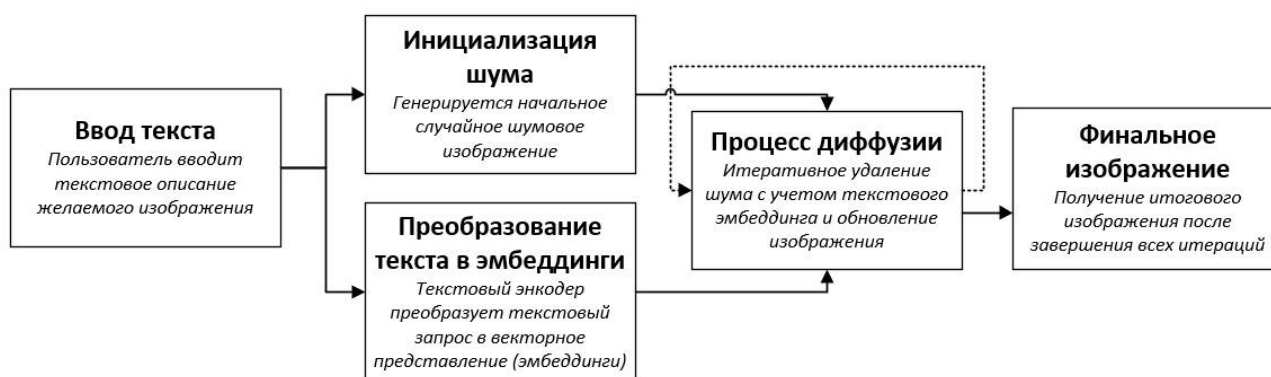 Ввод текста
Пользователь вводит
текстовое описание
желаемого изображения
Инициализация
шума
Генерируется начальное
случайное шумовое
изображение
Преобразование
текста в эмбеддинги
Текстовый энкодер
преобразует текстовый
запрос в векторное
представление (эмбеддинги)
Процесс диффузии
Итеративное удаление
шума с учетом текстового
эмбеддинга и обновление
изображения
Финальное
изображение
Получение итогового
изображения после
завершения всех итераций